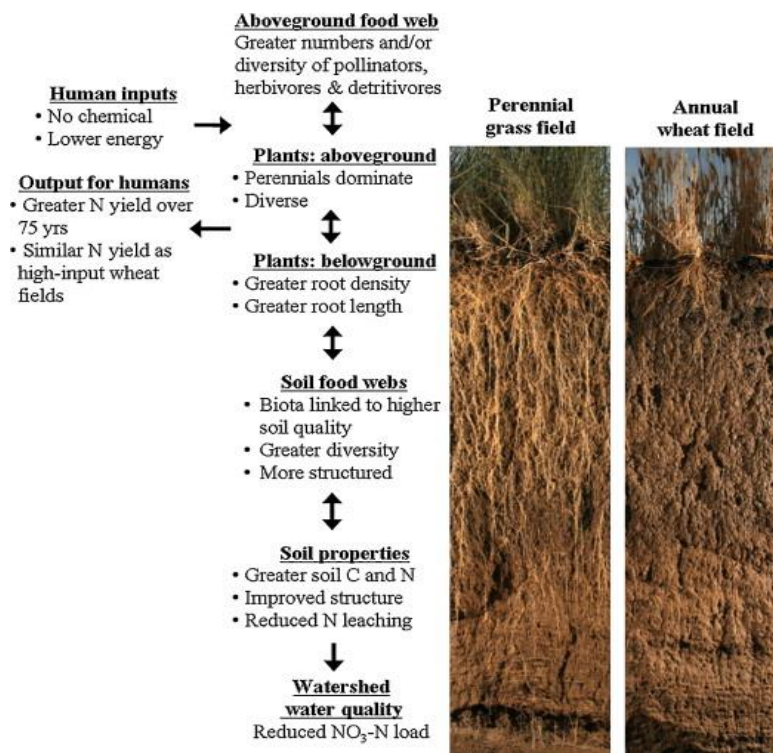 Aboveground food web
Greater numbers and/or
diversity of pollinators,
herbivores & detritivores
Human inputs
• No chemical
• Lower energy
Plants: aboveground
• Perennials dominate
• Diverse
Output for humans
• Greater N yield over
75 yrs
• Similar N yield as
high-input wheat
fields
Plants: belowground
• Greater root density
• Greater root length
Soil food webs
• Biota linked to higher
soil quality
• Greater diversity
• More structured
Soil properties
• Greater soil C and N
• Improved structure
• Reduced N leaching
Watershed
water quality
Reduced NO₃-N load
Perennial
grass field
Annual
wheat field